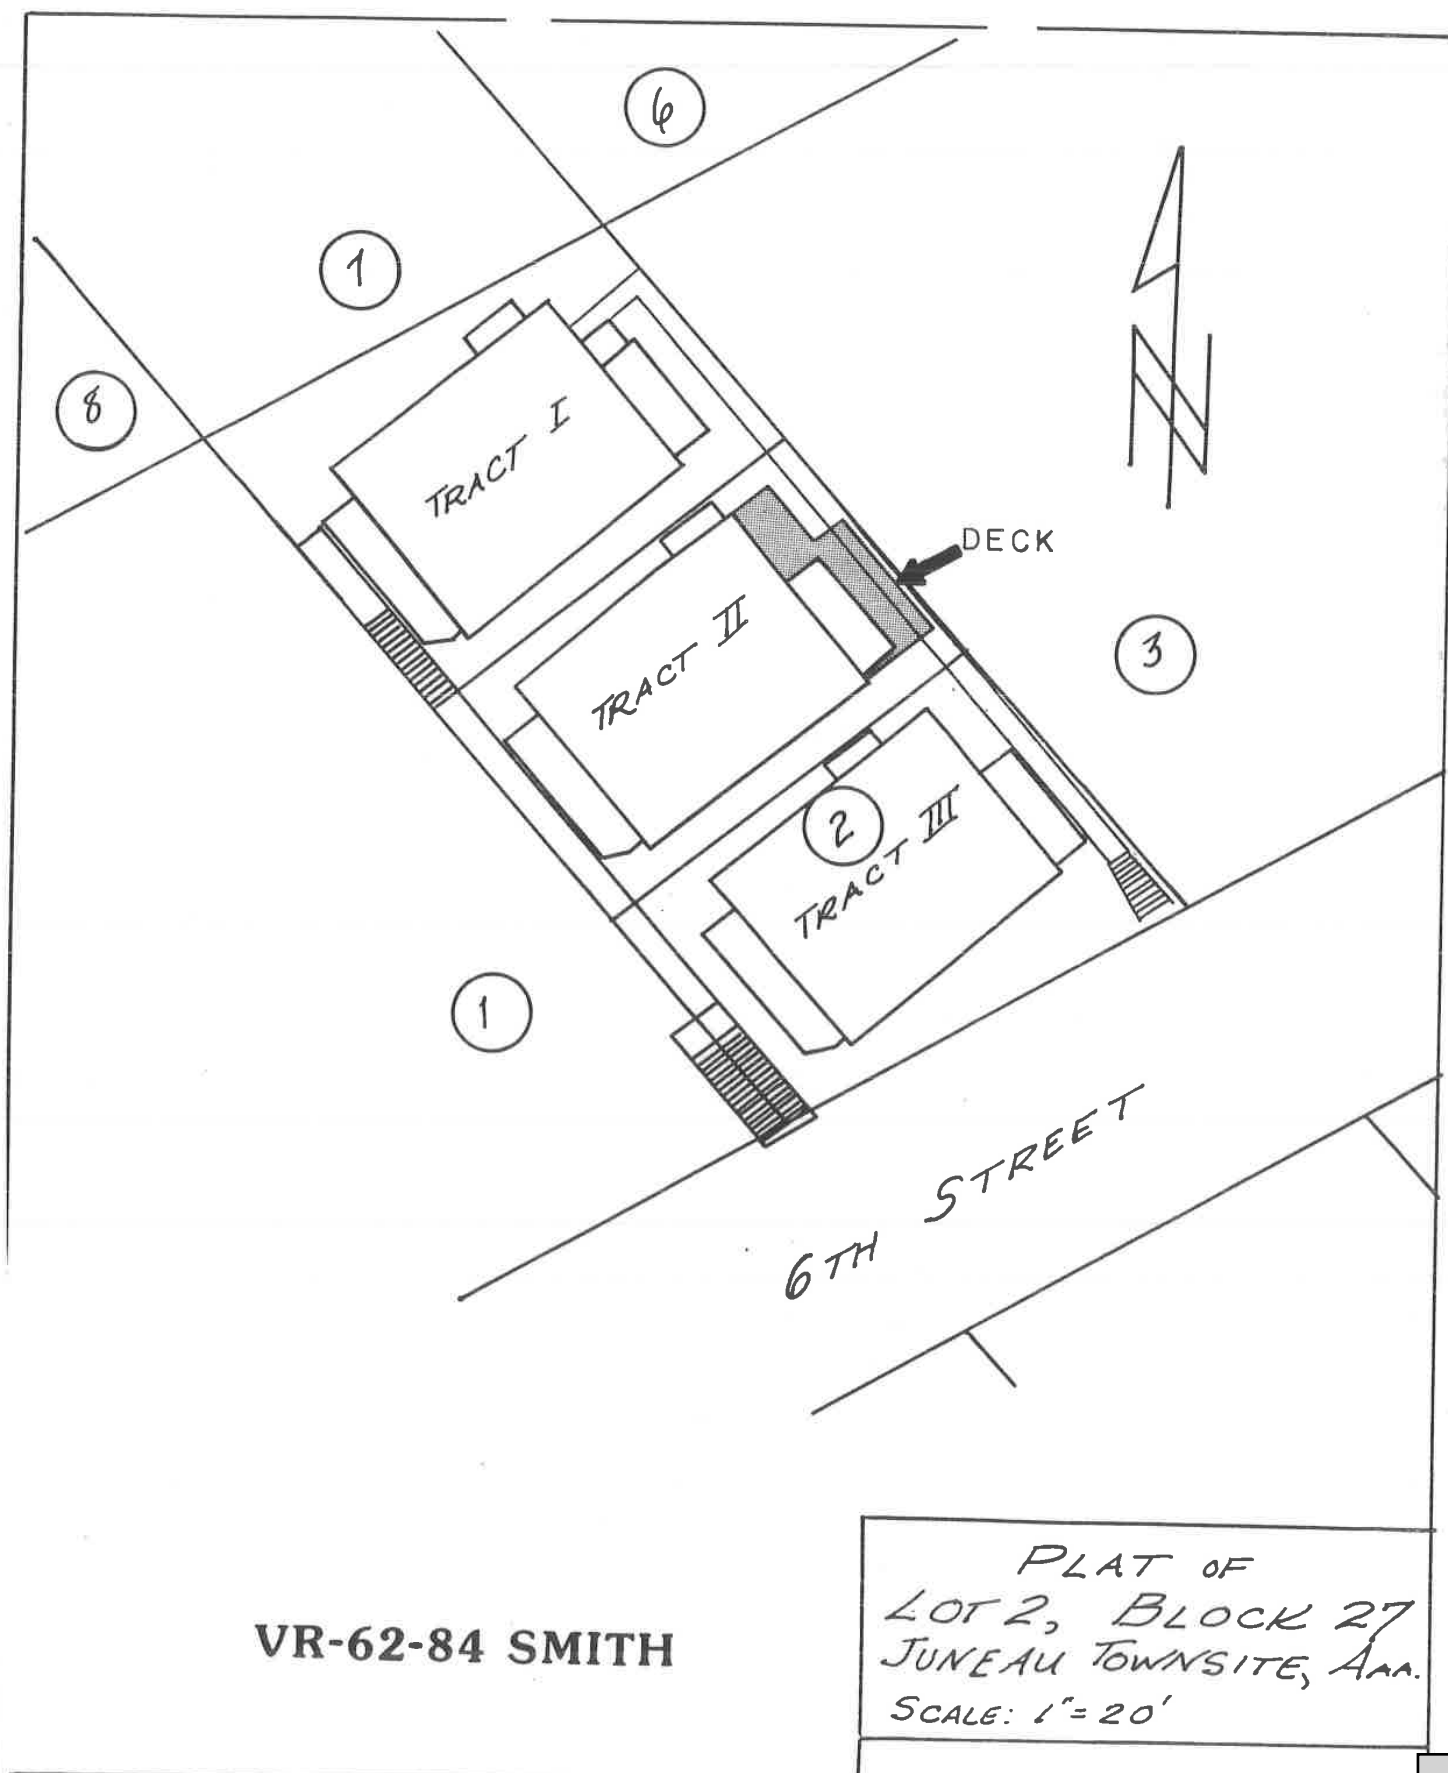 6
1
8
N
TRACT I
DECK
TRACT II
3
2
TRACT III
1
6TH STREET
PLAT OF
LOT 2, BLOCK 27
JUNEAU TOWNSITE,
SCALE: 1"=20'
VR-62-84 SMITH